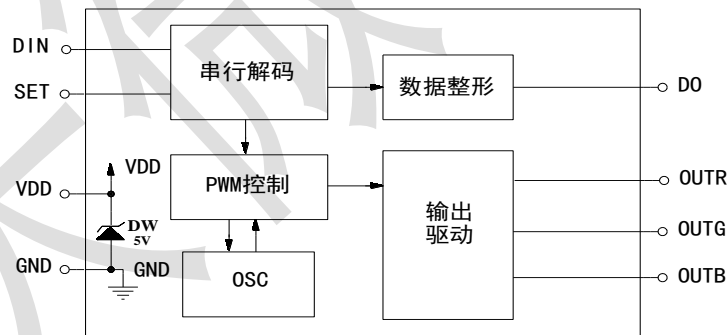 DIN
SET
串行解码
数据整形
DO
VDD
VDD
PWM控制
DW
5V
GND
GND
OSC
输出
驱动
OUTR
OUTG
OUTB